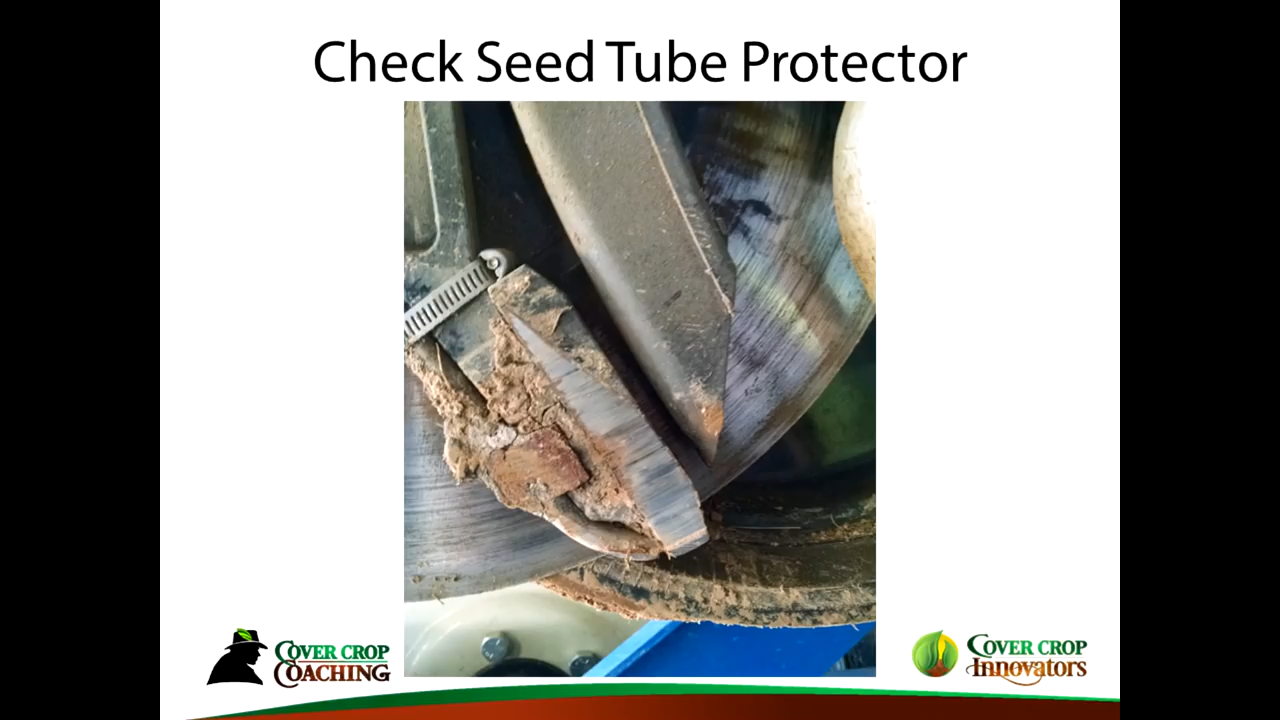 Check Seed Tube Protector
COVER CROP
COACHING
COVER CROP
Innovators